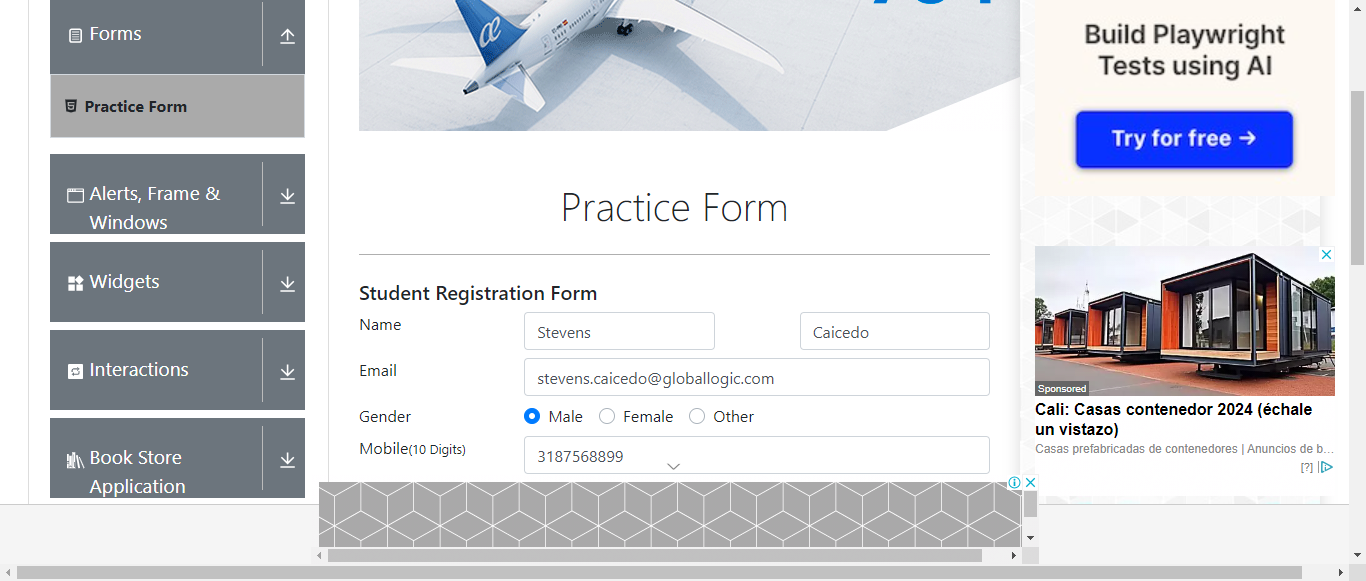 Forms
Practice Form
Alerts, Frame &
Windows
Widgets
Interactions
Book Store
Application
Practice Form
Student Registration Form
Name
Stevens
Caicedo
Email
stevens.caicedo@globallogic.com
Gender
Male
Female
Other
Mobile(10 Digits)
3187568899
Build Playwright
Tests using AI
Try for free →
Sponsored
Cali: Casas contenedor 2024 (échale
un vistazo)
Casas prefabricadas de contenedores | Anuncios de b...
[?]